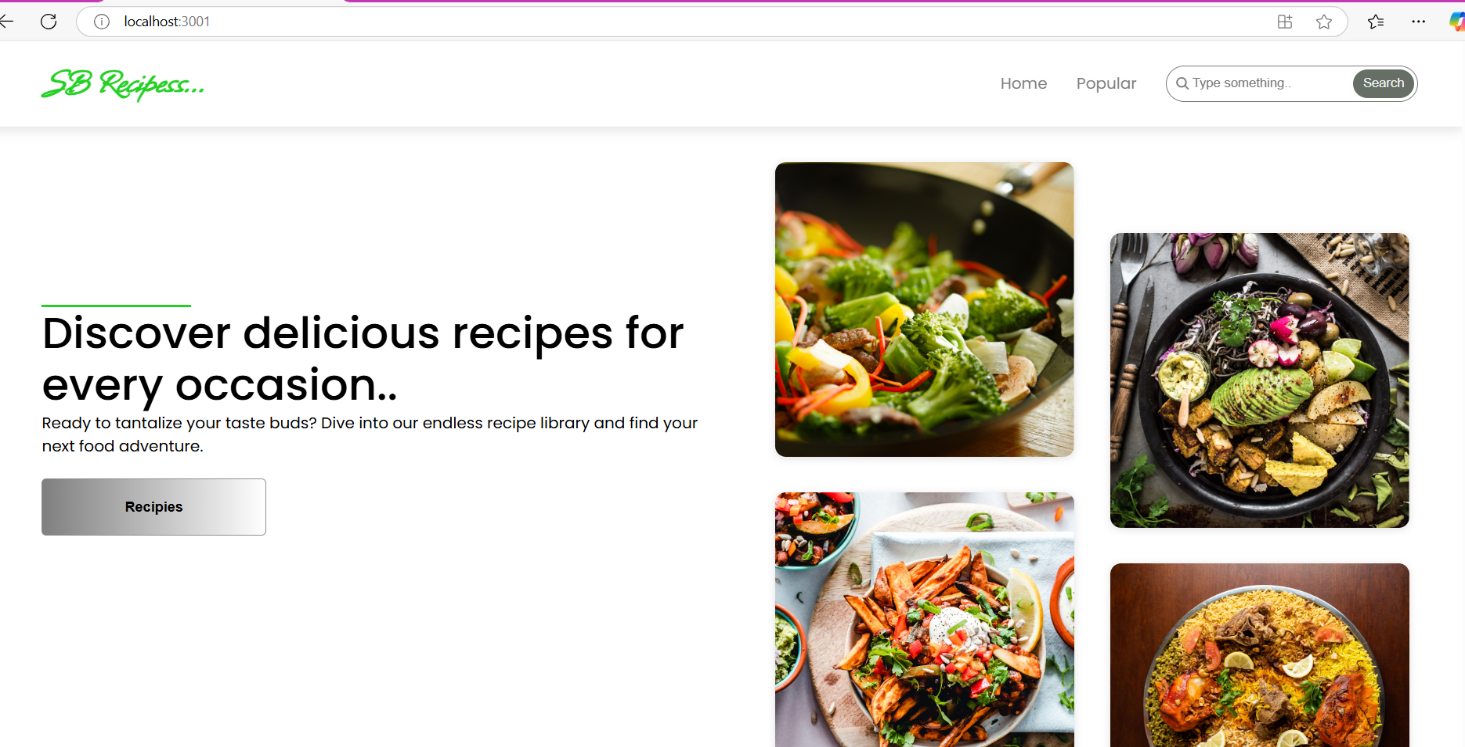 localhost:3001
SB Recipess...
Home
Popular
Type something..
Search
Discover delicious recipes for
every occasion..
Ready to tantalize your taste buds? Dive into our endless recipe library and find your
next food adventure.
Recipies